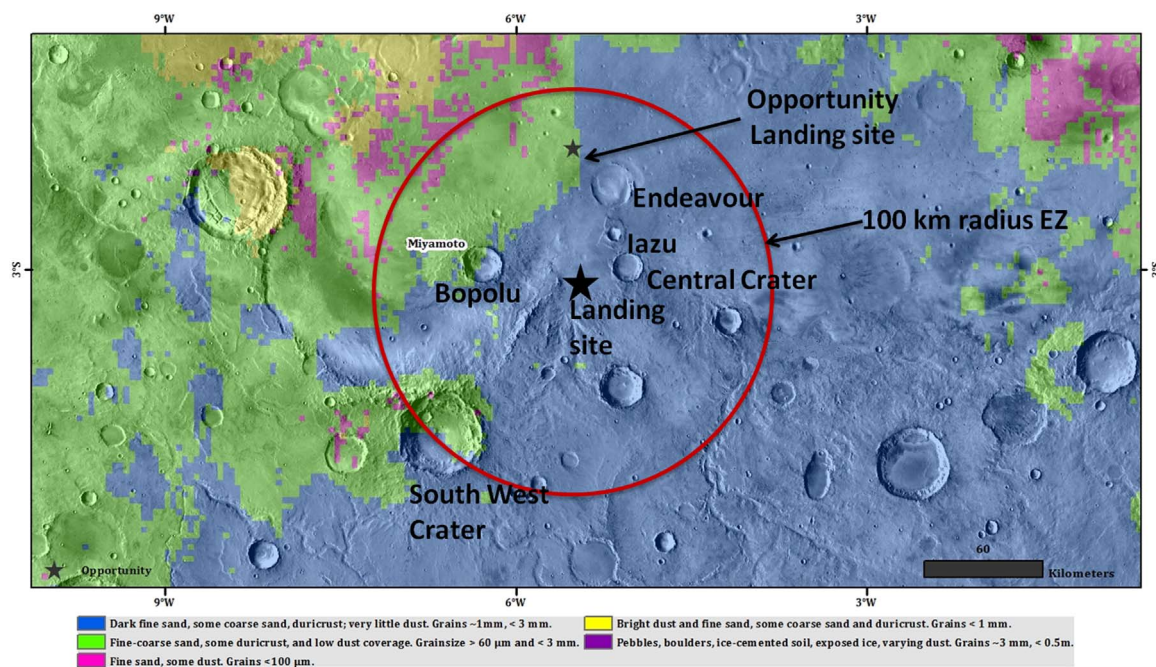 9°W 6°W 3°W
Opportunity
Landing site
Endeavour
100 km radius EZ
Miyamoto
Iazu
3°S
3°S
Central Crater
Bopolu
Landing
site
South West
Crater
60
Opportunity
Kilometers
9°W 6°W 3°W
Dark fine sand, some coarse sand, duricrust; very little dust. Grains ~1mm, < 3 mm.
Bright dust and fine sand, some coarse sand and duricrust. Grains < 1 mm.
Fine-coarse sand, some duricrust, and low dust coverage. Grainsize > 60 µm and < 3 mm.
Pebbles, boulders, ice-cemented soil, exposed ice, varying dust. Grains ~3 mm, < 0.5m.
Fine sand, some dust. Grains <100 µm.